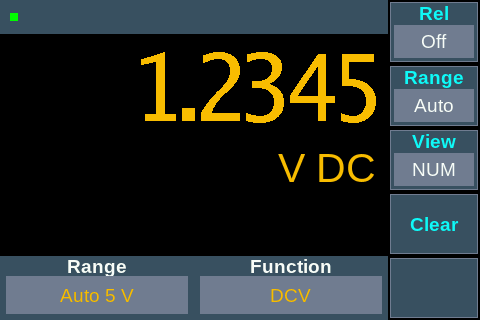 1.2345
V DC
Range
Auto 5 V
Function
DCV
Rel
Off
Range
Auto
View
NUM
Clear